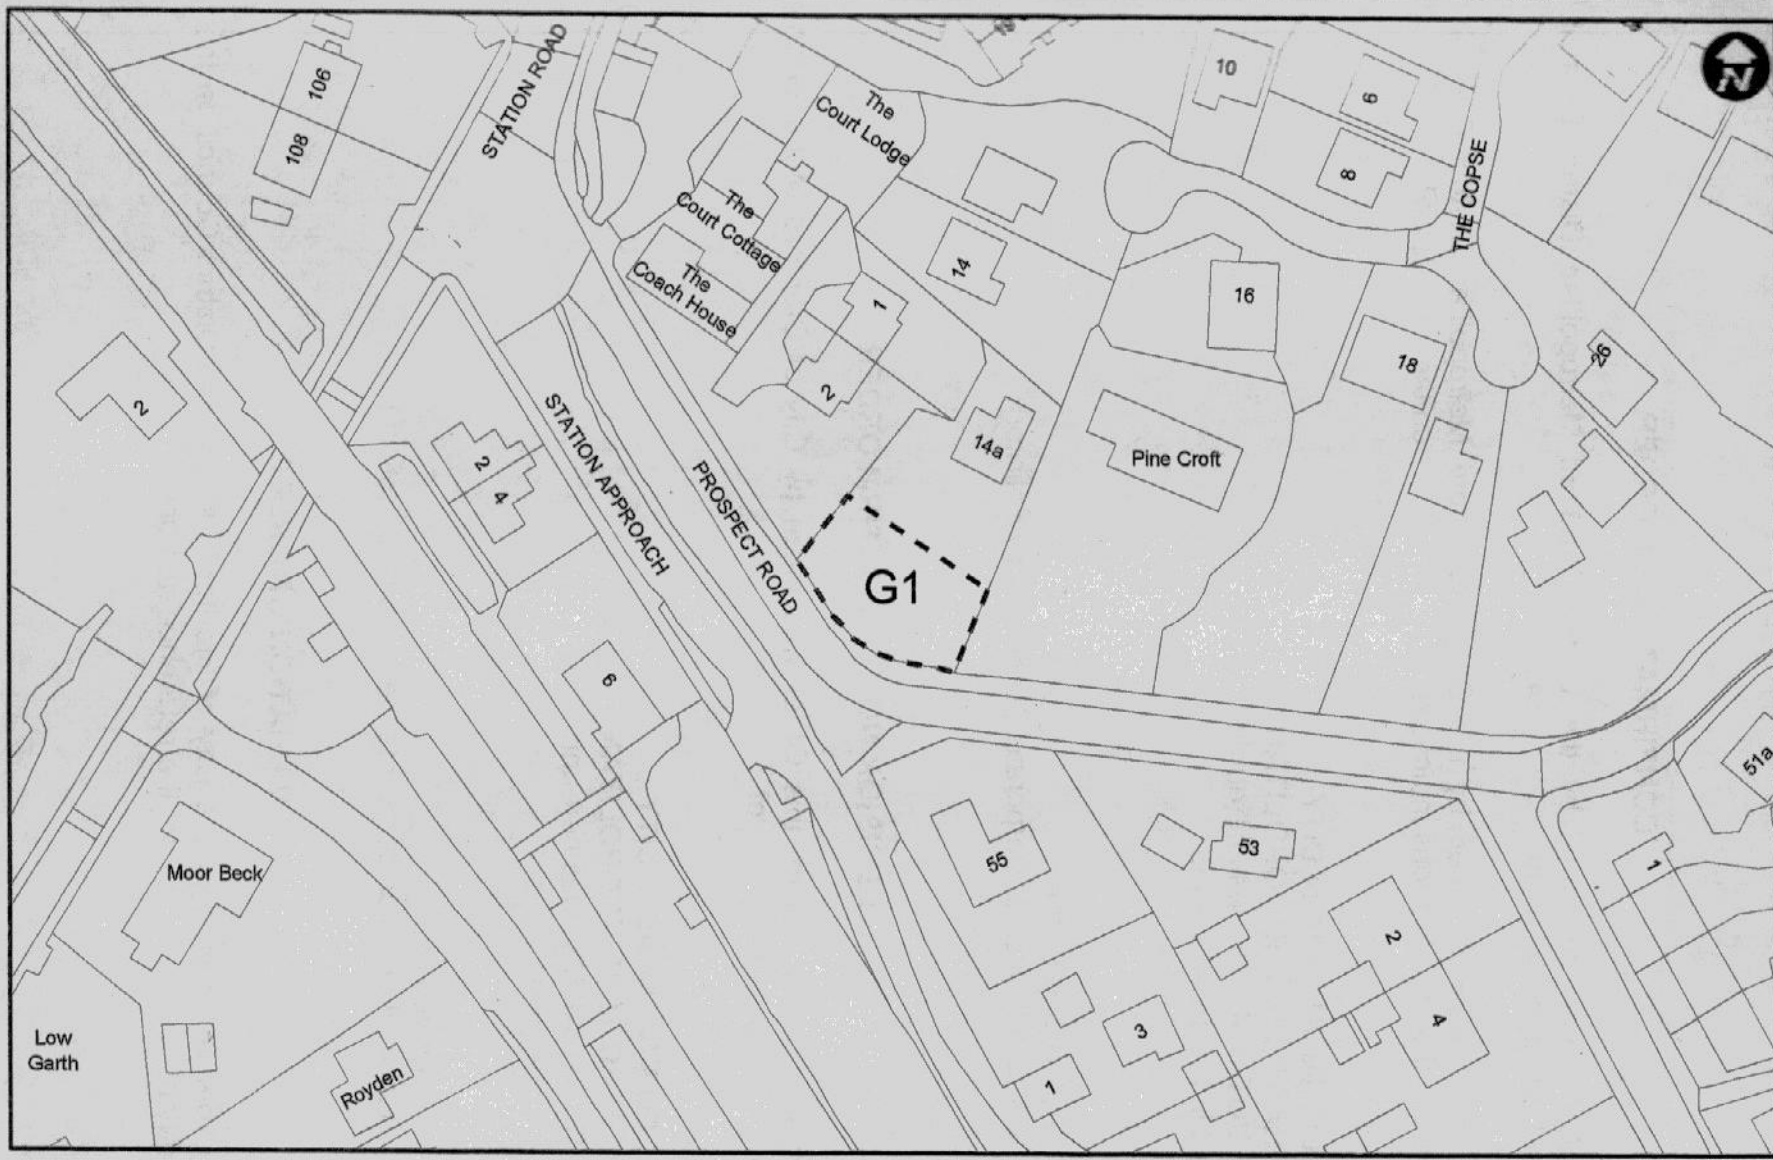 106
108
STATION ROAD
The
Court Lodge
10
6
8
THE COPSE
N
The
Court Cottage
The
Coach House
14
1
2
16
18
26
2
2
4
STATION APPROACH
PROSPECT ROAD
14a
Pine Croft
G1
6
51a
Moor Beck
55
53
1
2
4
3
1
Low
Garth
Royden